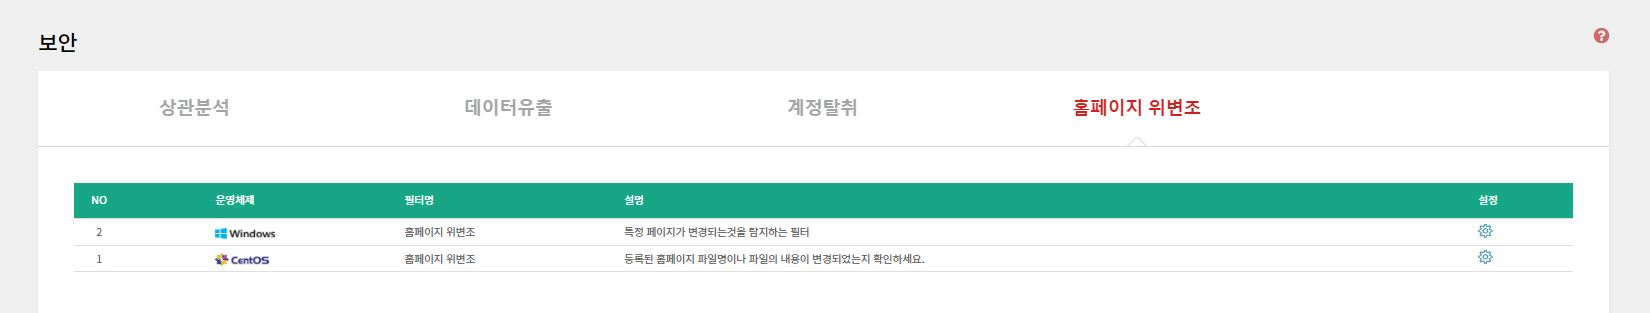 보안
?
상관분석 데이터유출 계정탈취 홈페이지 위변조
NO 운영체제 필터명 설명 설정
2 Windows 홈페이지 위변조 특정 페이지가 변경되는것을 탐지하는 필터
1 CentOS 홈페이지 위변조 등록된 홈페이지 파일명이나 파일의 내용이 변경되었는지 확인하세요.